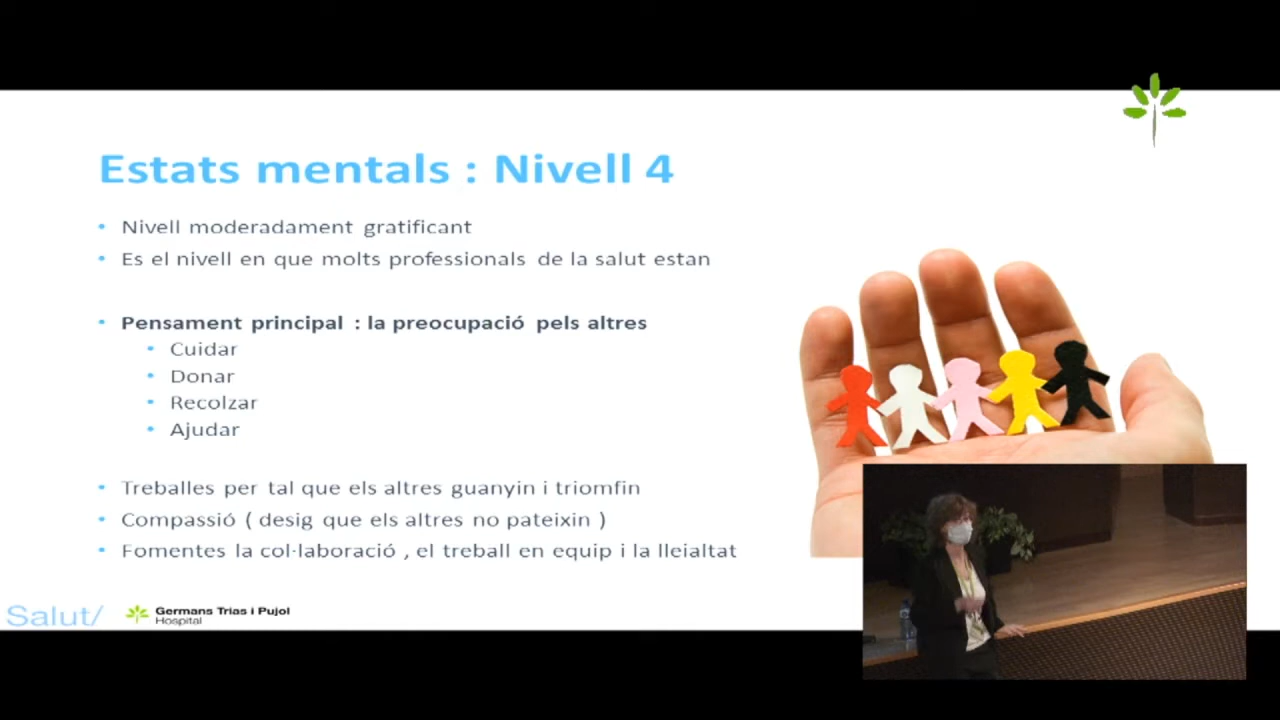 Estats mentals : Nivell 4
Nivell moderadament gratificant
Es el nivell en que molts professionals de la salut estan
Pensament principal : la preocupació pels altres
Cuidar
Donar
Recolzar
Ajudar
Treballes per tal que els altres guanyin i triomfin
Compassió ( desig que els altres no pateixin )
Fomentes la col·laboració , el treball en equip i la lleialtat
Salut/
Germans Trias i Pujol
Hospital